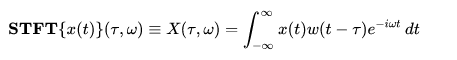 STFT{x(t)}(τ, ω) ≡ X(τ, ω) = ∫_{-∞}^{∞} x(t)w(t − τ)e^{−iωt} dt